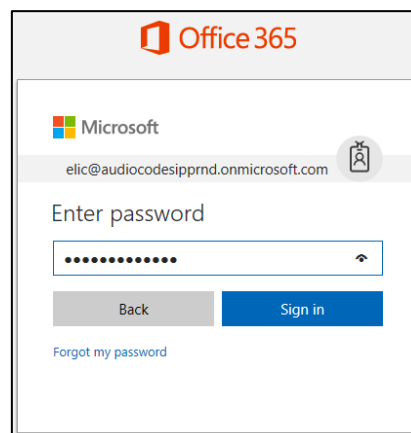 Office 365
Microsoft
elic@audiocodesipprnd.onmicrosoft.com
Enter password
•••••••••••••
Back Sign in
Forgot my password